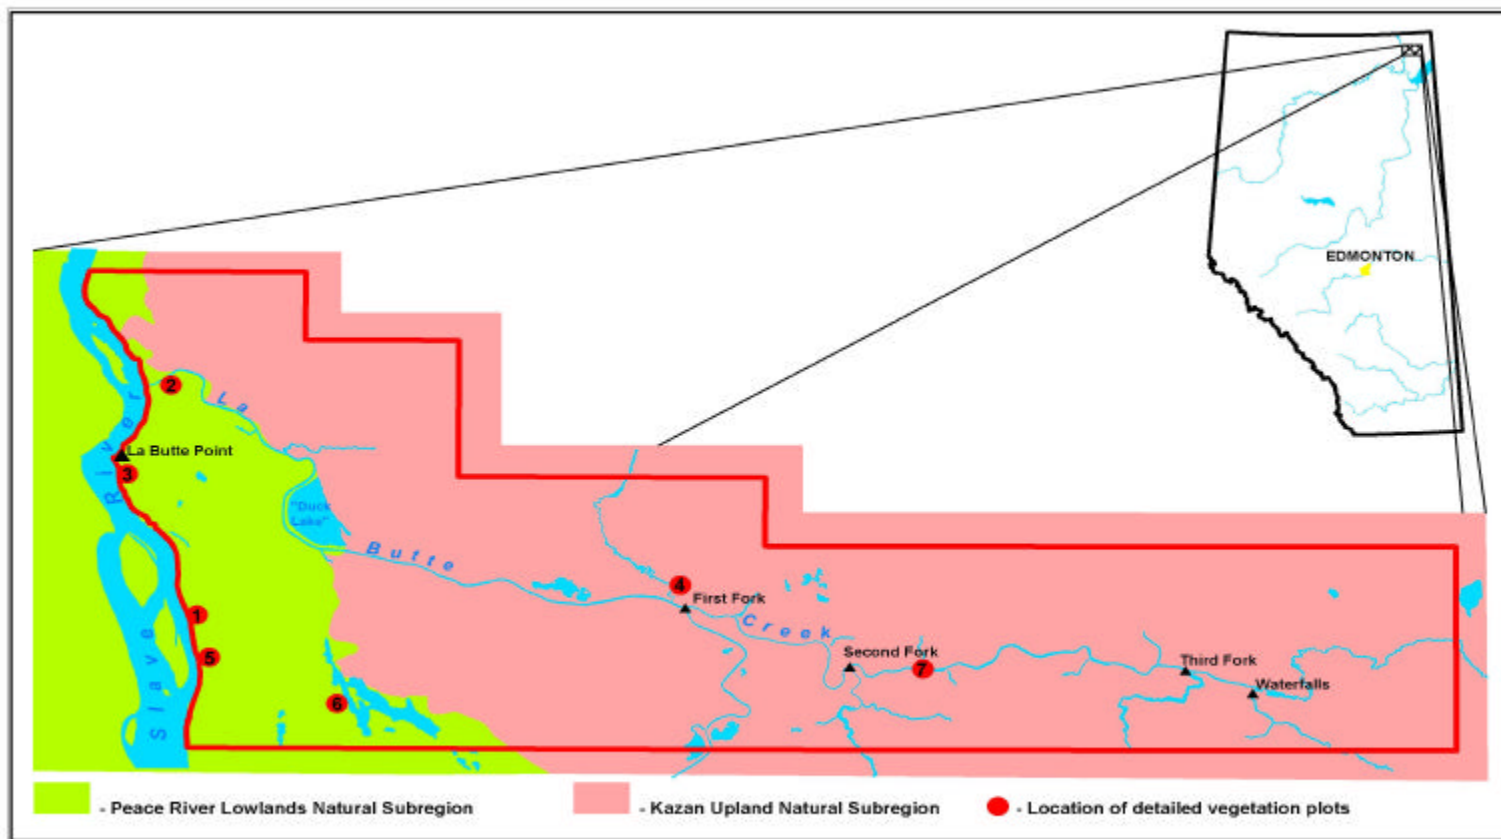 EDMONTON
2
La
River
La Butte Point
3
"Duck
Lake"
Butte
4
First Fork
Creek
1
Second Fork
5
7
Third Fork
Waterfalls
6
Slave
- Peace River Lowlands Natural Subregion
- Kazan Upland Natural Subregion
- Location of detailed vegetation plots